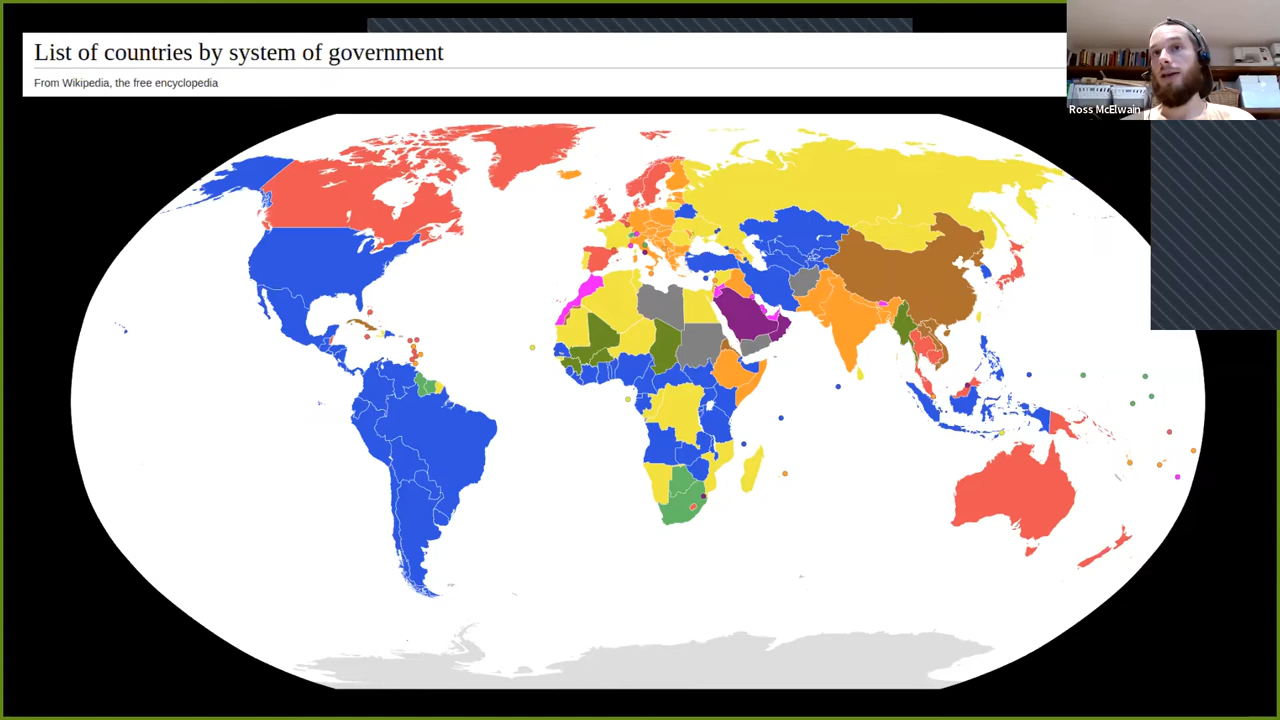 List of countries by system of government
From Wikipedia, the free encyclopedia
Ross McElwain